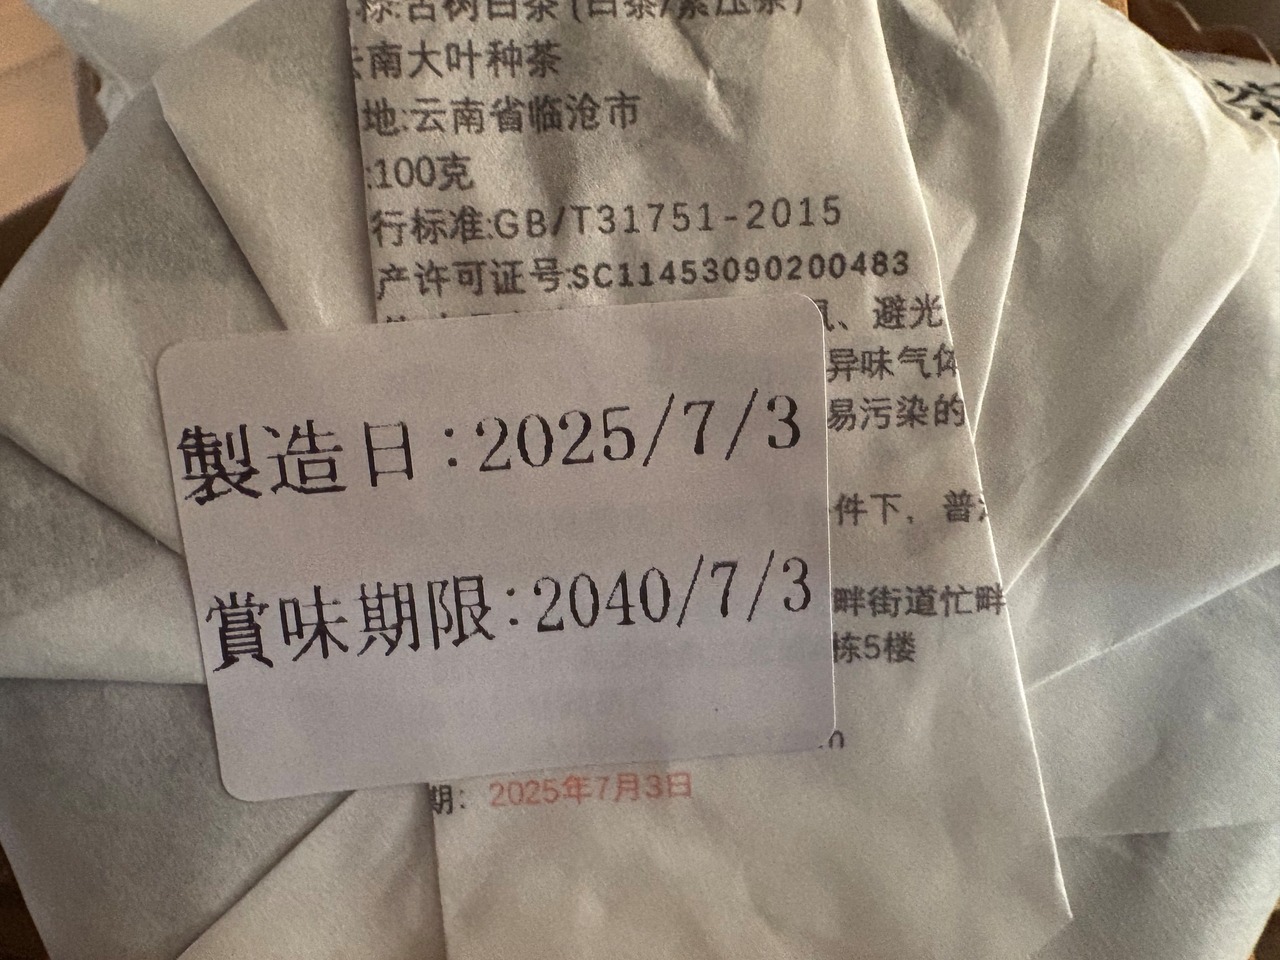 标:古树白茶(白茶/紧压茶)
云南大叶种茶
地:云南省临沧市
:100克
行标准:GB/T31751-2015
产许可证号:SC11453090200483
、避光
异味气体
易污染的
件下，普
畔街道忙畔
栋5楼
製造日:2025/7/3
賞味期限:2040/7/3
期: 2025年7月3日